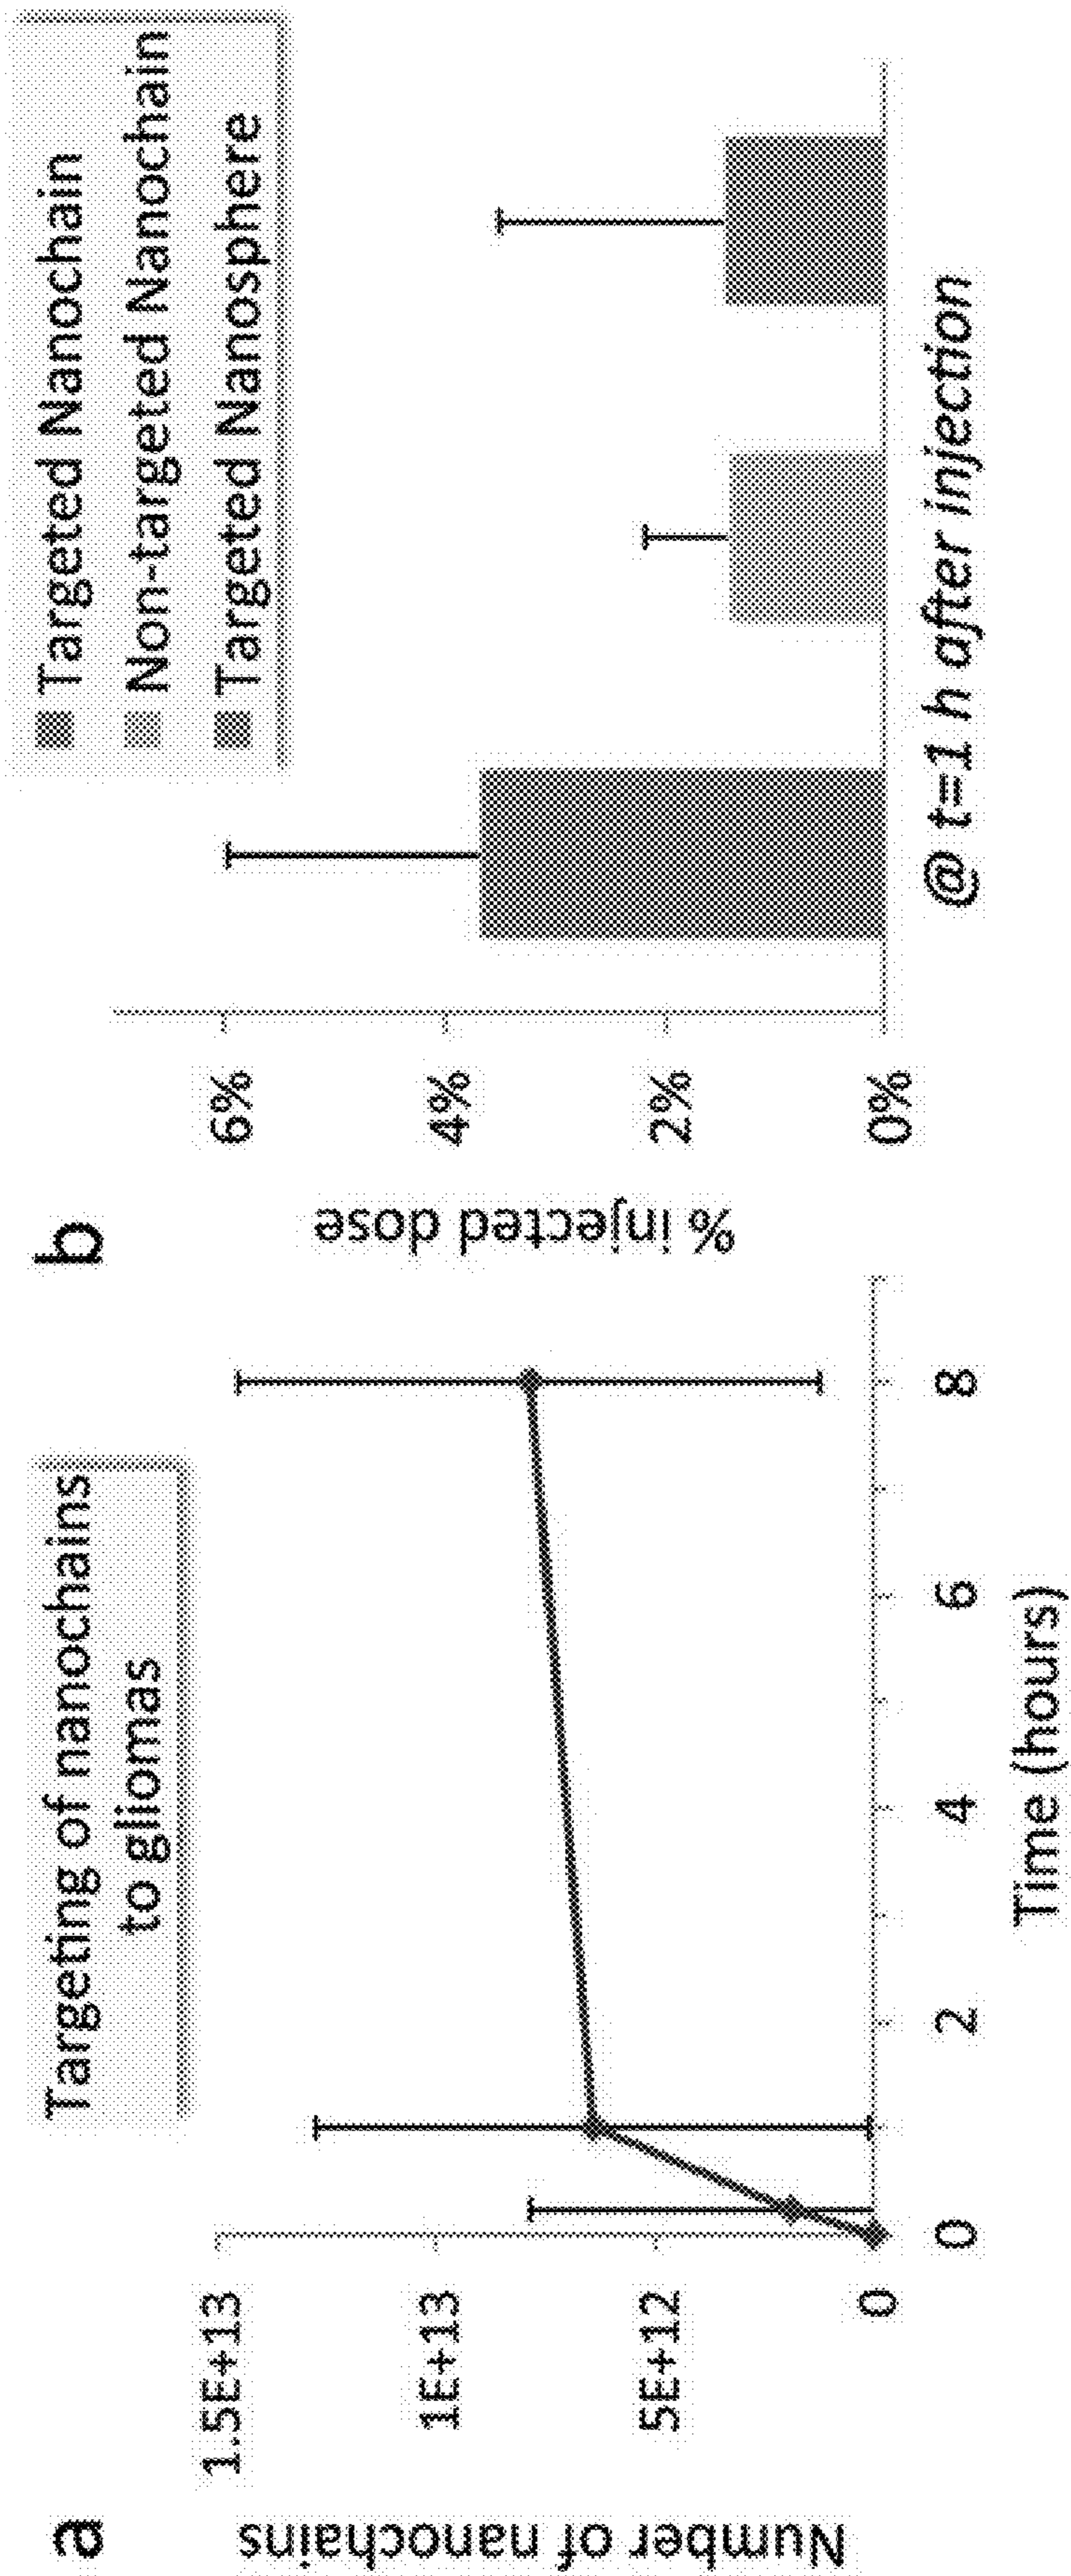 a
Targeting of nanochains
to gliomas
Number of nanochains
1.5E+13
1E+13
5E+12
0
0
2
4
6
8
Time (hours)
b
Targeted Nanochain
Non-targeted Nanochain
Targeted Nanosphere
% injected dose
6%
4%
2%
0%
@ t=1 h after injection